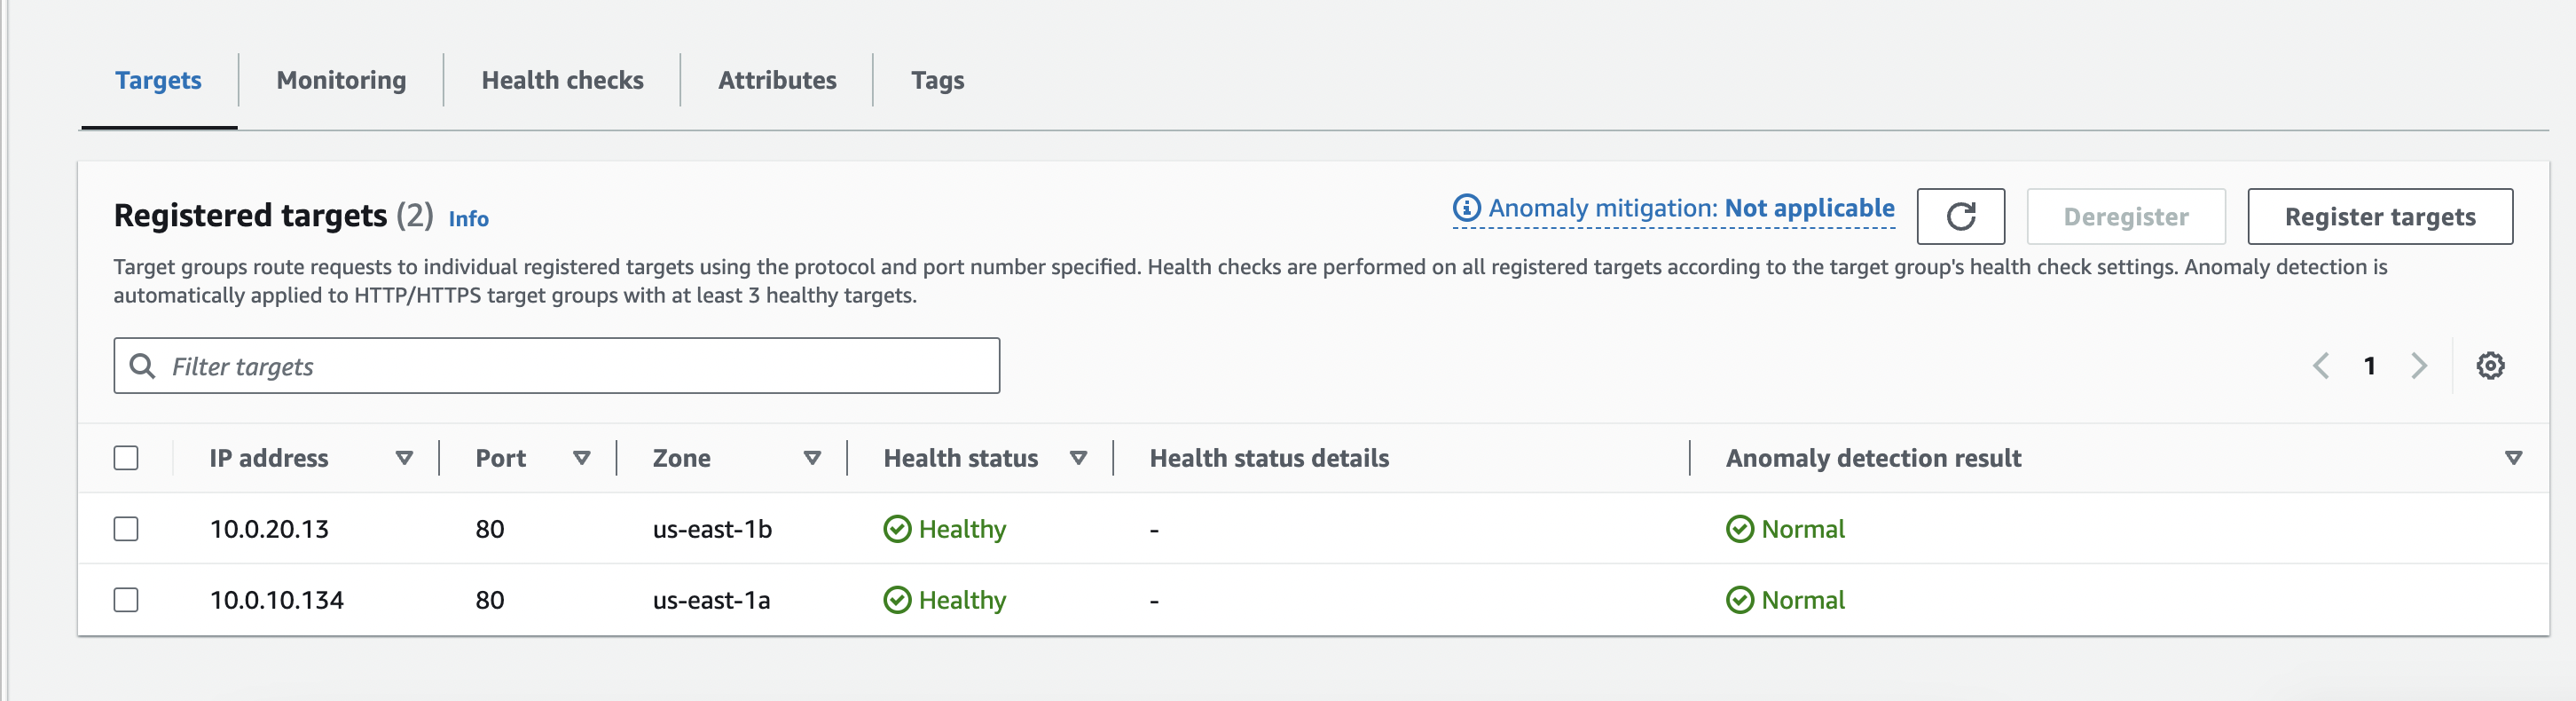 Targets Monitoring Health checks Attributes Tags
Registered targets (2) Info
Anomaly mitigation: Not applicable Deregister Register targets
Target groups route requests to individual registered targets using the protocol and port number specified. Health checks are performed on all registered targets according to the target group's health check settings. Anomaly detection is
automatically applied to HTTP/HTTPS target groups with at least 3 healthy targets.
Filter targets 1
IP address Port Zone Health status Health status details Anomaly detection result
10.0.20.13 80 us-east-1b Healthy - Normal
10.0.10.134 80 us-east-1a Healthy - Normal